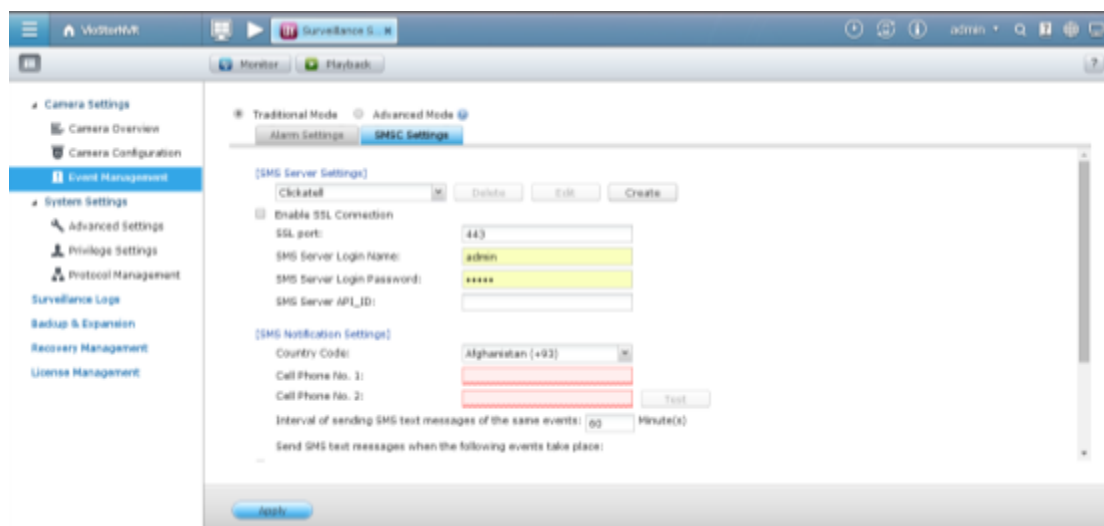 VioStorNVR
Surveillance S...
admin
Monitor
Playback
?
Camera Settings
Camera Overview
Camera Configuration
Event Management
System Settings
Advanced Settings
Privilege Settings
Protocol Management
Surveillance Logs
Backup & Expansion
Recovery Management
License Management
Traditional Mode Advanced Mode
Alarm Settings SMSC Settings
[SMS Server Settings]
Clickatell Delete Edit Create
Enable SSL Connection
SSL port: 443
SMS Server Login Name: admin
SMS Server Login Password: •••••
SMS Server API_ID:
[SMS Notification Settings]
Country Code: Afghanistan (+93)
Cell Phone No. 1:
Cell Phone No. 2: Test
Interval of sending SMS text messages of the same events: 60 Minute(s)
Send SMS text messages when the following events take place:
Apply